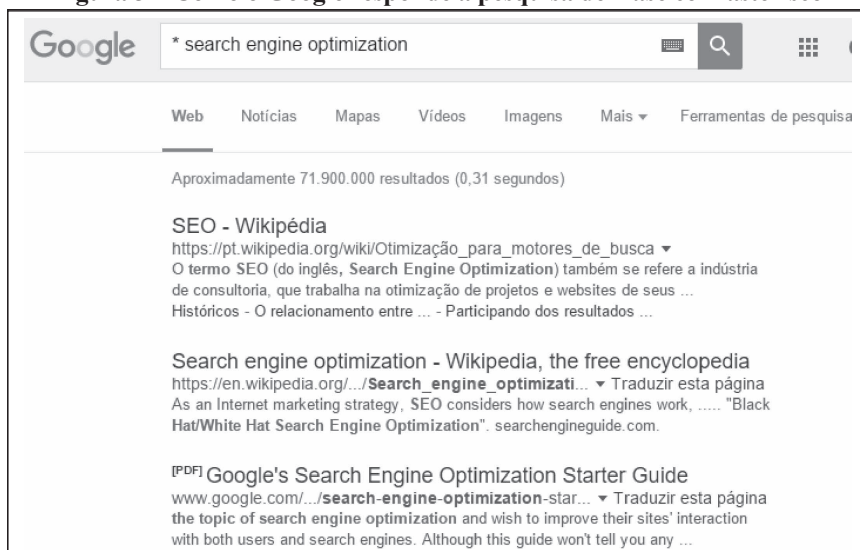 Google
* search engine optimization
Web Notícias Mapas Vídeos Imagens Mais Ferramentas de pesquisa
Aproximadamente 71.900.000 resultados (0,31 segundos)
SEO - Wikipédia
https://pt.wikipedia.org/wiki/Otimização_para_motores_de_busca
O termo SEO (do inglês, Search Engine Optimization) também se refere a indústria
de consultoria, que trabalha na otimização de projetos e websites de seus ...
Históricos - O relacionamento entre ... - Participando dos resultados ...
Search engine optimization - Wikipedia, the free encyclopedia
https://en.wikipedia.org/.../Search_engine_optimizati... Traduzir esta página
As an Internet marketing strategy, SEO considers how search engines work, ..... "Black
Hat/White Hat Search Engine Optimization". searchengineguide.com.
[PDF] Google's Search Engine Optimization Starter Guide
www.google.com/.../search-engine-optimization-star... Traduzir esta página
the topic of search engine optimization and wish to improve their sites' interaction
with both users and search engines. Although this guide won't tell you any ...